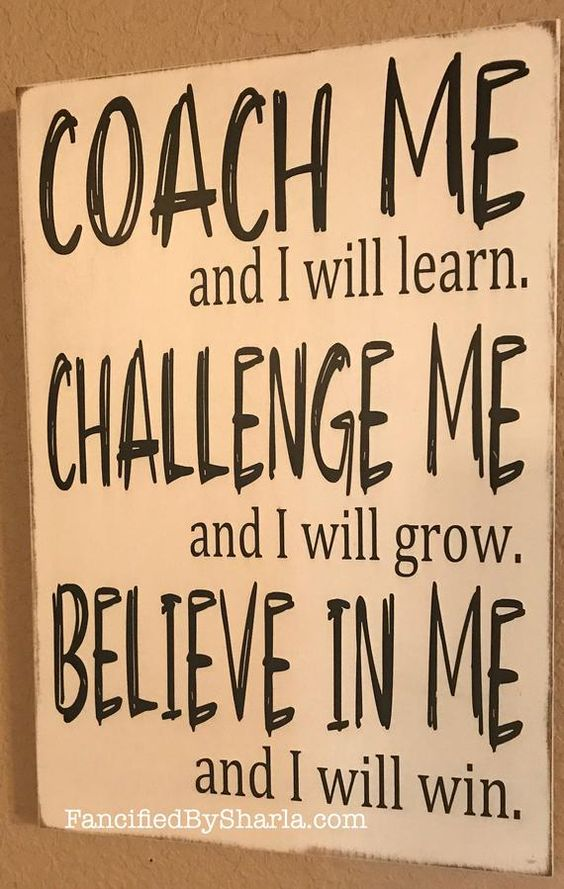 COACH ME
and I will learn.
CHALLENGE ME
and I will grow.
BELIEVE IN ME
and I will win.
FancifiedBySharla.com